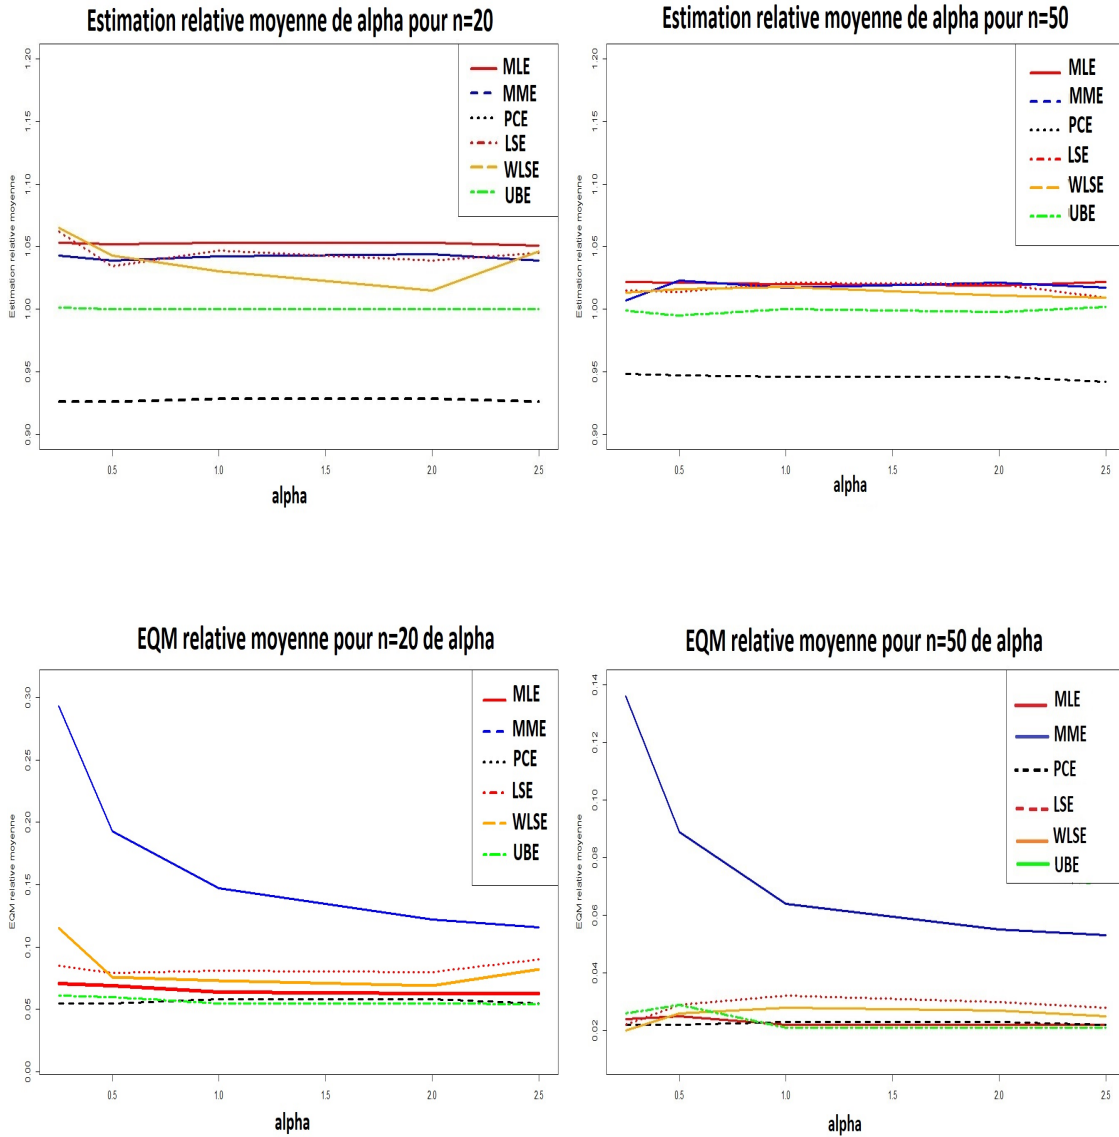 Estimation relative moyenne de alpha pour n=20
Estimation relative moyenne
1.20
1.15
1.10
1.05
1.00
0.95
0.90
MLE
MME
PCE
LSE
WLSE
UBE
0.5
1.0
1.5
2.0
2.5
alpha
Estimation relative moyenne de alpha pour n=50
Estimation relative moyenne
1.20
1.15
1.10
1.05
1.00
0.95
0.90
MLE
MME
PCE
LSE
WLSE
UBE
0.5
1.0
1.5
2.0
2.5
alpha
EQM relative moyenne pour n=20 de alpha
EQM relative moyenne
0.30
0.25
0.20
0.15
0.10
0.05
0.00
MLE
MME
PCE
LSE
WLSE
UBE
0.5
1.0
1.5
2.0
2.5
alpha
EQM relative moyenne pour n=50 de alpha
EQM relative moyenne
0.14
0.12
0.10
0.08
0.06
0.04
0.02
MLE
MME
PCE
LSE
WLSE
UBE
0.5
1.0
1.5
2.0
2.5
alpha